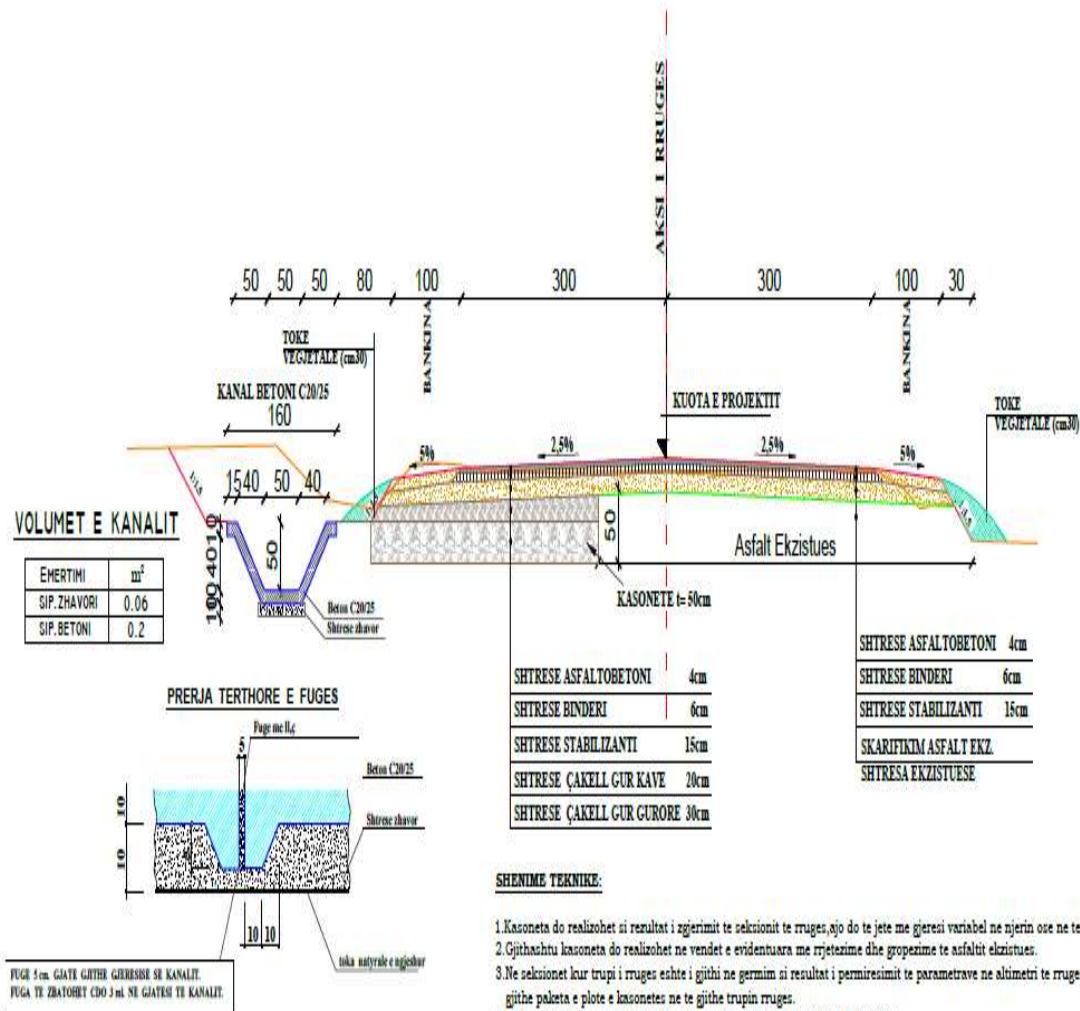 AKSI I RRUGES
50 50 50 80 100 300 300 100 30
BANKINA
BANKINA
TOKE
VEGJETALE (cm30)
KANAL BETONI C20/25
160
KUOTA E PROJEKTIT
TOKE
VEGJETALE (cm30)
5% 2,5% 2,5% 5%
1540 50 40
50
50
Asfalt Ekzistues
KASONETE t= 50cm
VOLUMET E KANALIT
EMERTIMI m²
SIP.ZHAVORI 0.06
SIP.BETONI 0.2
Beton C20/25
Shtrese zhavor
SHTRESE ASFALTOBETONI 4cm
SHTRESE BINDERI 6cm
SHTRESE STABILIZANTI 15cm
SHTRESE ÇAKELL GUR KAVE 20cm
SHTRESE ÇAKELL GUR GURORE 30cm
SHTRESE ASFALTOBETONI 4cm
SHTRESE BINDERI 6cm
SHTRESE STABILIZANTI 15cm
SKARIFIKIM ASFALT EKZ.
SHTRESA EKZISTUESE
PRERJA TERTHORE E FUGES
5
Beton C20/25
Shtrese zhavor
10
10
10 10
toka natyrale e ngjeshur
FUGE 5 cm. GJATE GJITHE GJERESISE SE KANALIT.
FUGA TE ZBATOHET CDO 3 ml. NE GJATESI TE KANALIT.
SHENIME TEKNIKE:
1.Kasoneta do realizohet si rezultat i zgjerimit te seksionit te rruges,ajo do te jete me gjeresi variabel ne njerin ose ne te
2.Gjithashtu kasoneta do realizohet ne vendet e evidentuara me rrjetezime dhe gropezime te asfaltit ekzistues.
3.Ne seksionet kur trupi i rruges eshte i gjithi ne germim si resultat i permiresimit te parametrave ne altimetri te rruge
gjithe paketa e plote e kasonetes ne te gjithe trupin rruges.